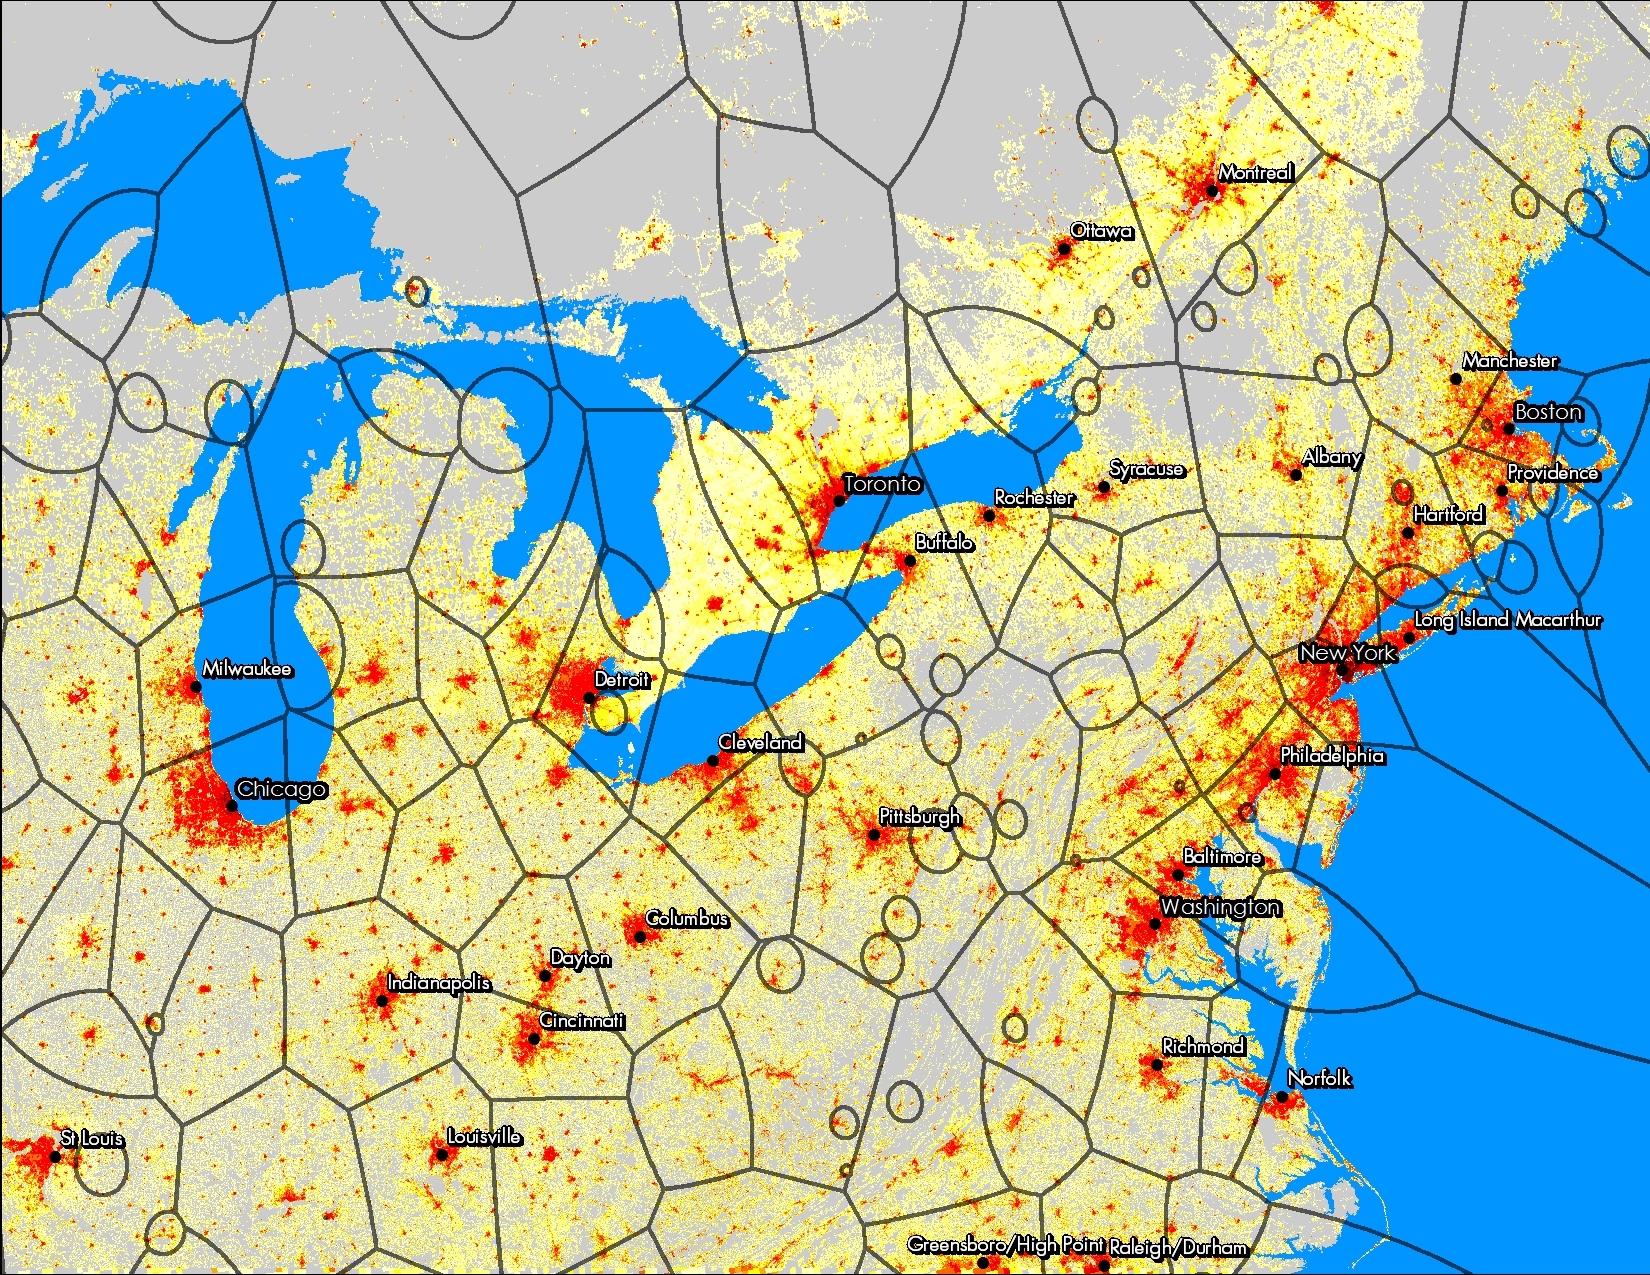 Montreal
Ottawa
Manchester
Boston
Albany
Syracuse
Providence
Toronto
Rochester
Hartford
Buffalo
Long Island Macarthur
New York
Milwaukee
Detroit
Cleveland
Philadelphia
Chicago
Pittsburgh
Baltimore
Washington
Columbus
Dayton
Indianapolis
Cincinnati
Richmond
Norfolk
St Louis
Louisville
Greensboro/High Point
Raleigh/Durham